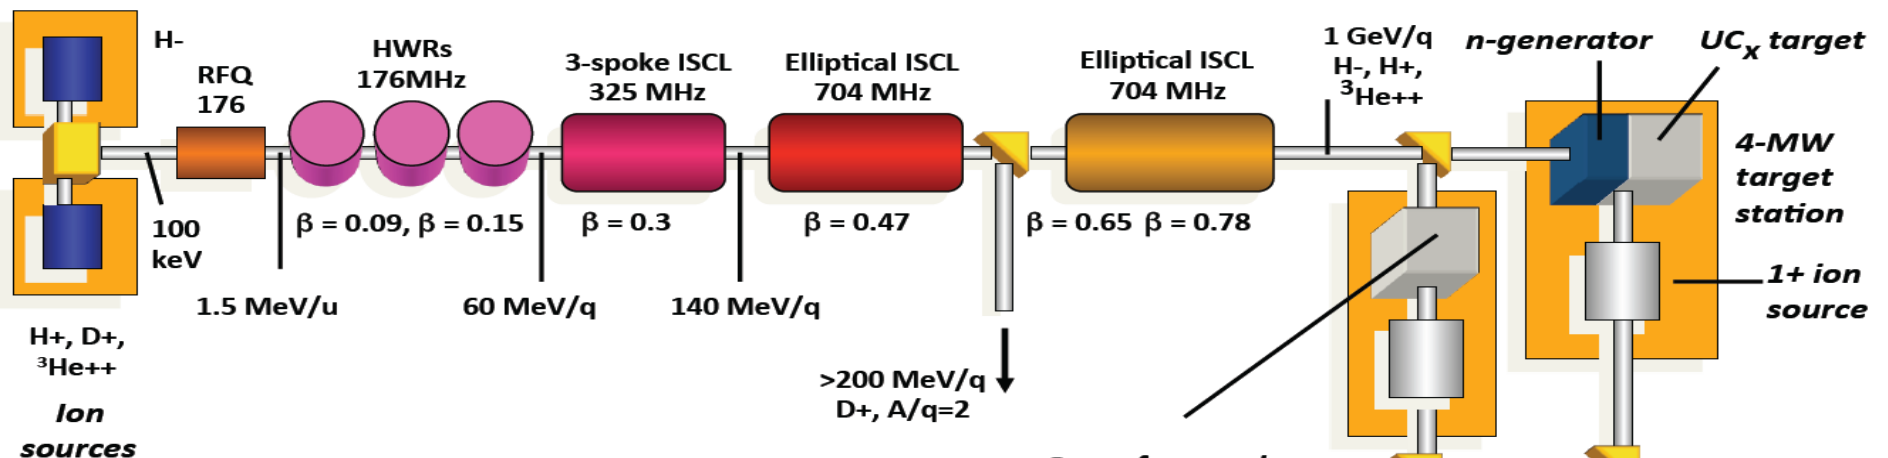 H-
RFQ
176
HWRs
176MHz
3-spoke ISCL
325 MHz
Elliptical ISCL
704 MHz
Elliptical ISCL
704 MHz
1 GeV/q
H-, H+,
³He++
n-generator
UCₓ target
4-MW
target
station
100
keV
β = 0.09, β = 0.15
β = 0.3
β = 0.47
β = 0.65 β = 0.78
1.5 MeV/u
60 MeV/q
140 MeV/q
1+ ion
source
H+, D+,
³He++
>200 MeV/q
D+, A/q=2
Ion
sources